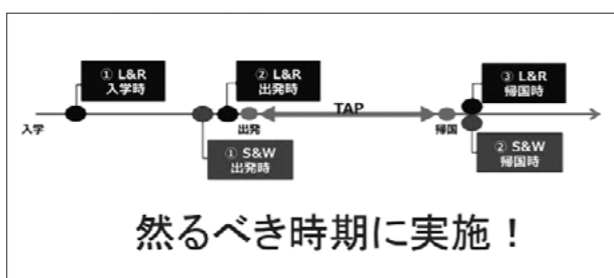 ① L&R
入学時
② L&R
出発時
③ L&R
帰国時
TAP
入学
出発
帰国
① S&W
出発時
② S&W
帰国時
然るべき時期に実施！